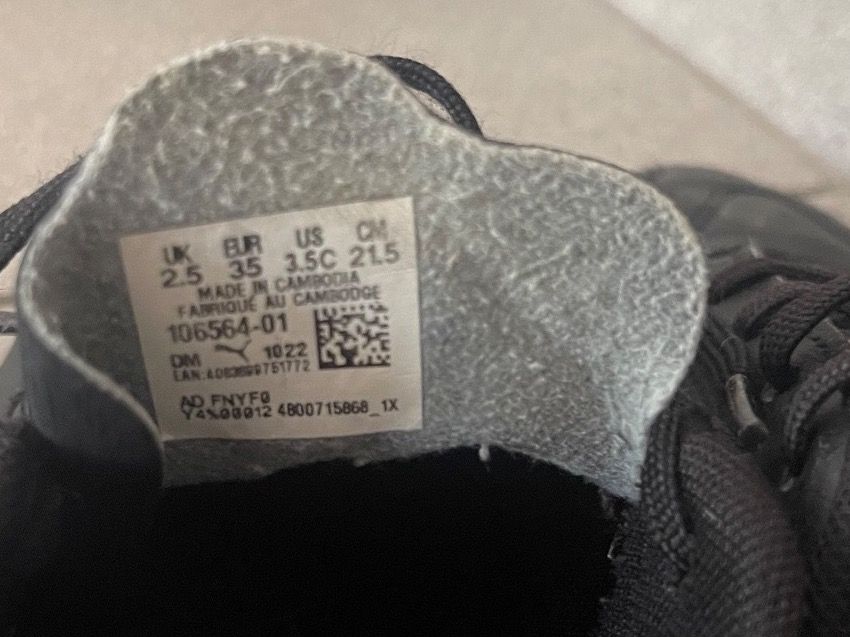 UK EUR US CM
2.5 35 3.5C 21.5
MADE IN CAMBODIA
FABRIQUÉ AU CAMBODGE
106564-01
DM 1022
EAN:4063699751772
AD FNYF0
Y4%00012 4800715868_1X